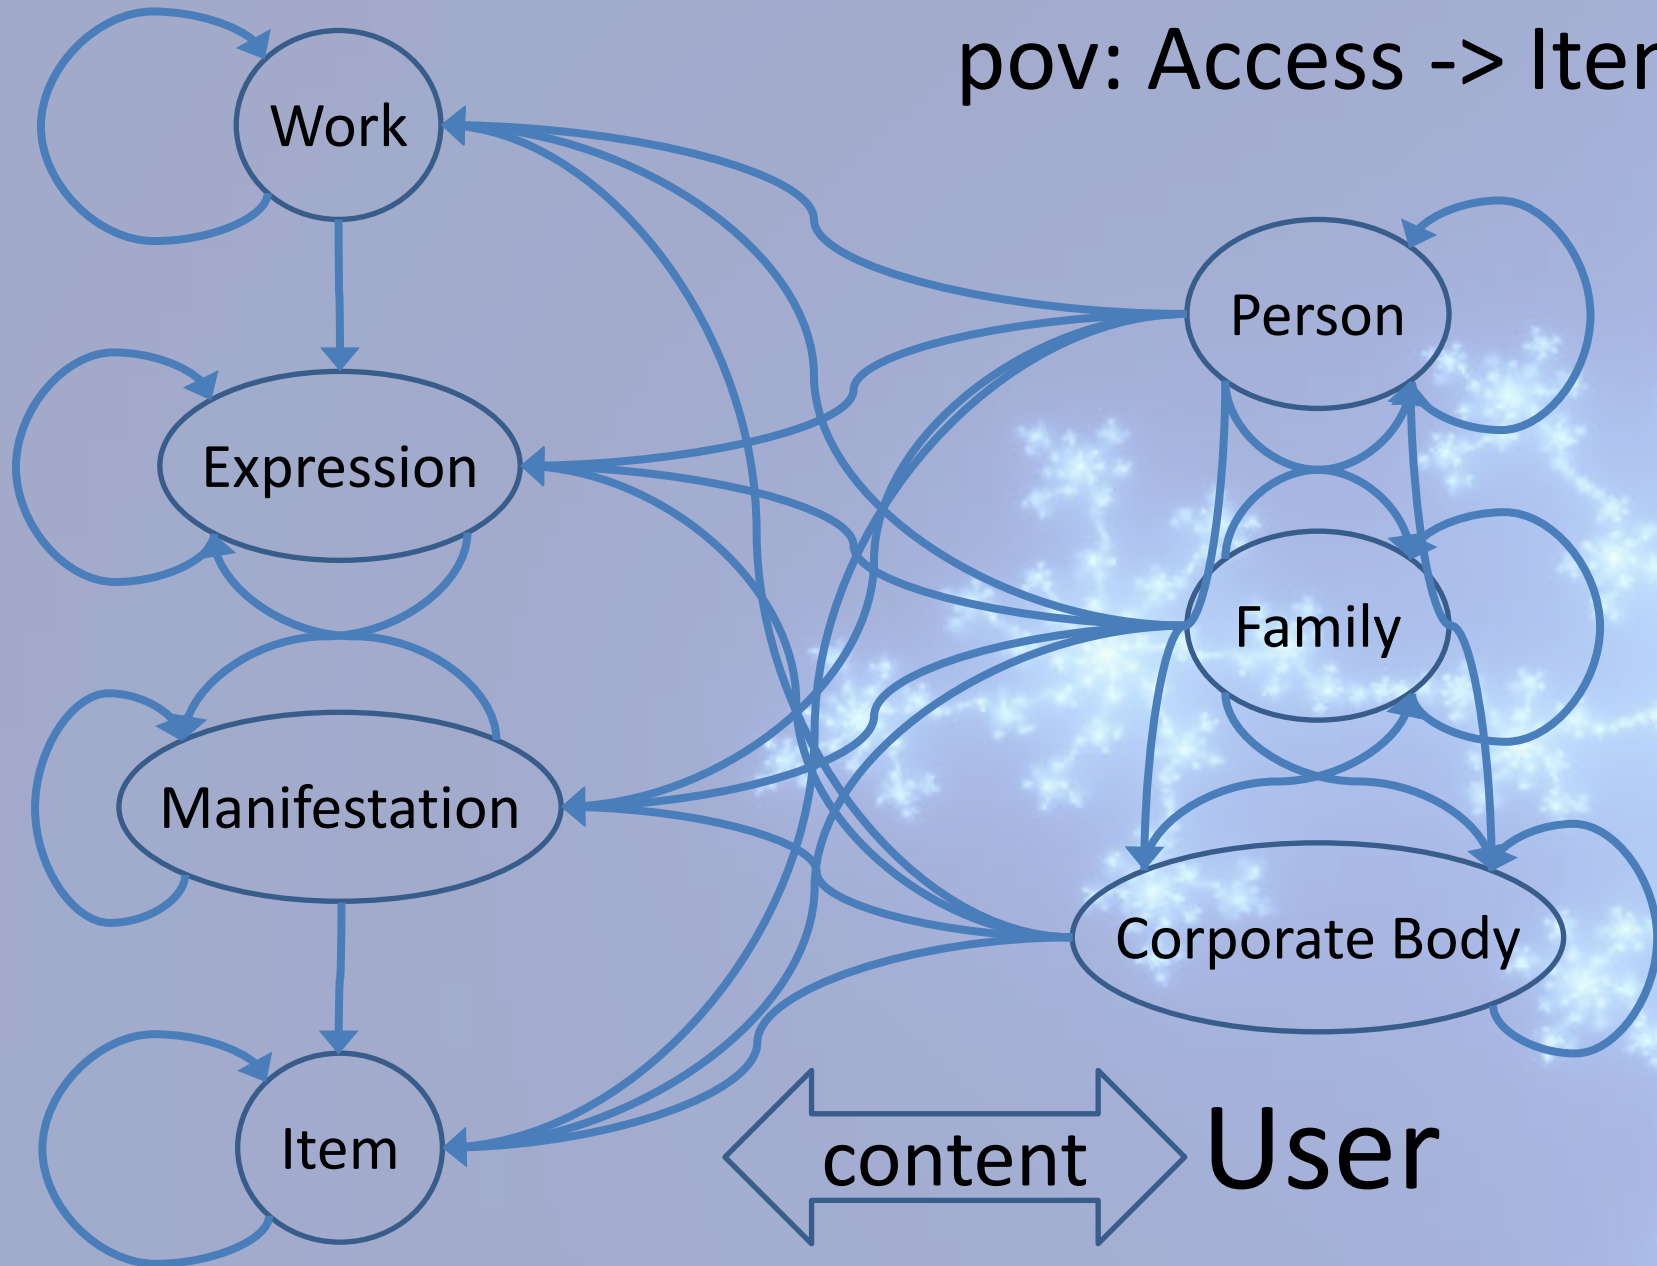 pov: Access -> Iter
Work
Person
Expression
Family
Manifestation
Corporate Body
Item
content
User